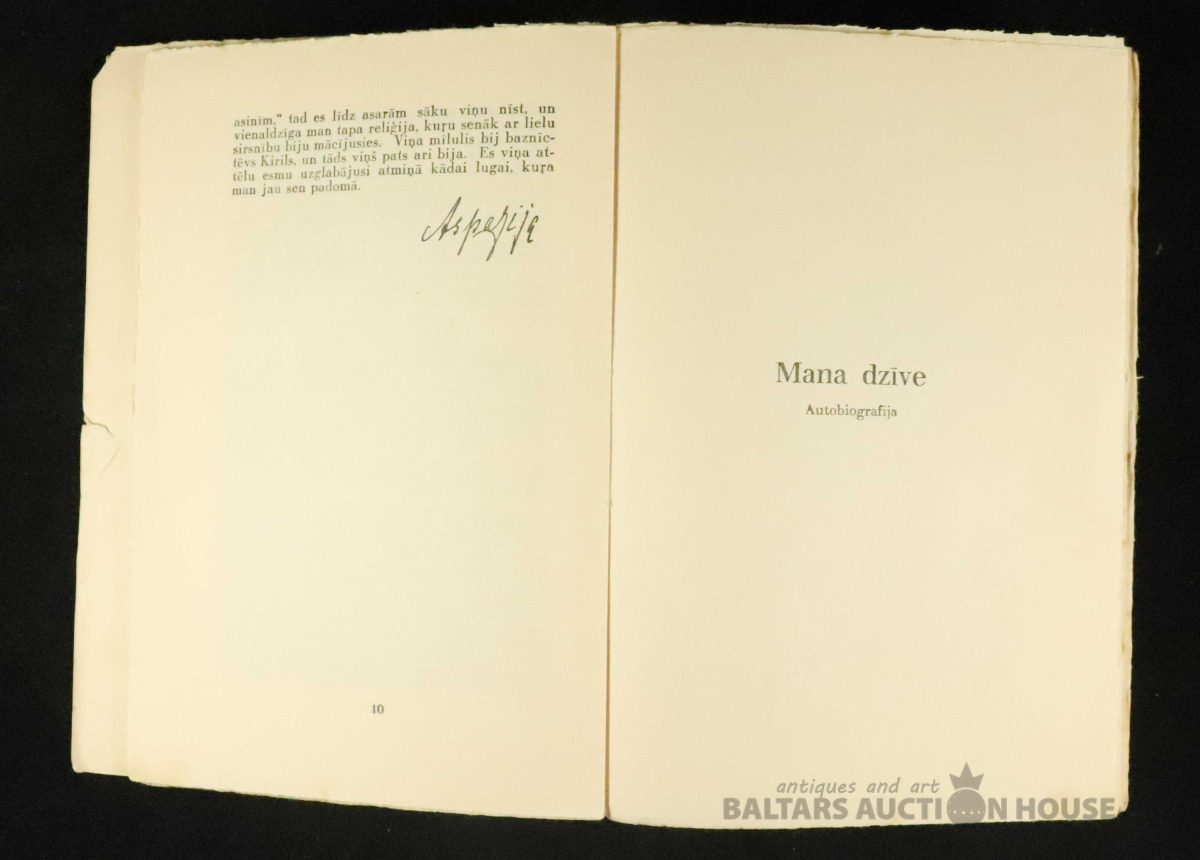 asinīm,“ tad es līdz asarām sāku viņu nīst, un
vienaldzīga man tapa reliģija, kuŗu senāk ar lielu
sirsnību biju mācījusies. Viņa mīlulis bij baznīc-
tēvs Kirils, un tāds viņš pats ari bija. Es viņa at-
tēlu esmu uzglabājusi atmiņā kādai lugai, kuŗa
man jau sen padomā.
Aspazija
10
Mana dzīve
Autobiografija
antiques and art
BALTARS AUCTION HOUSE